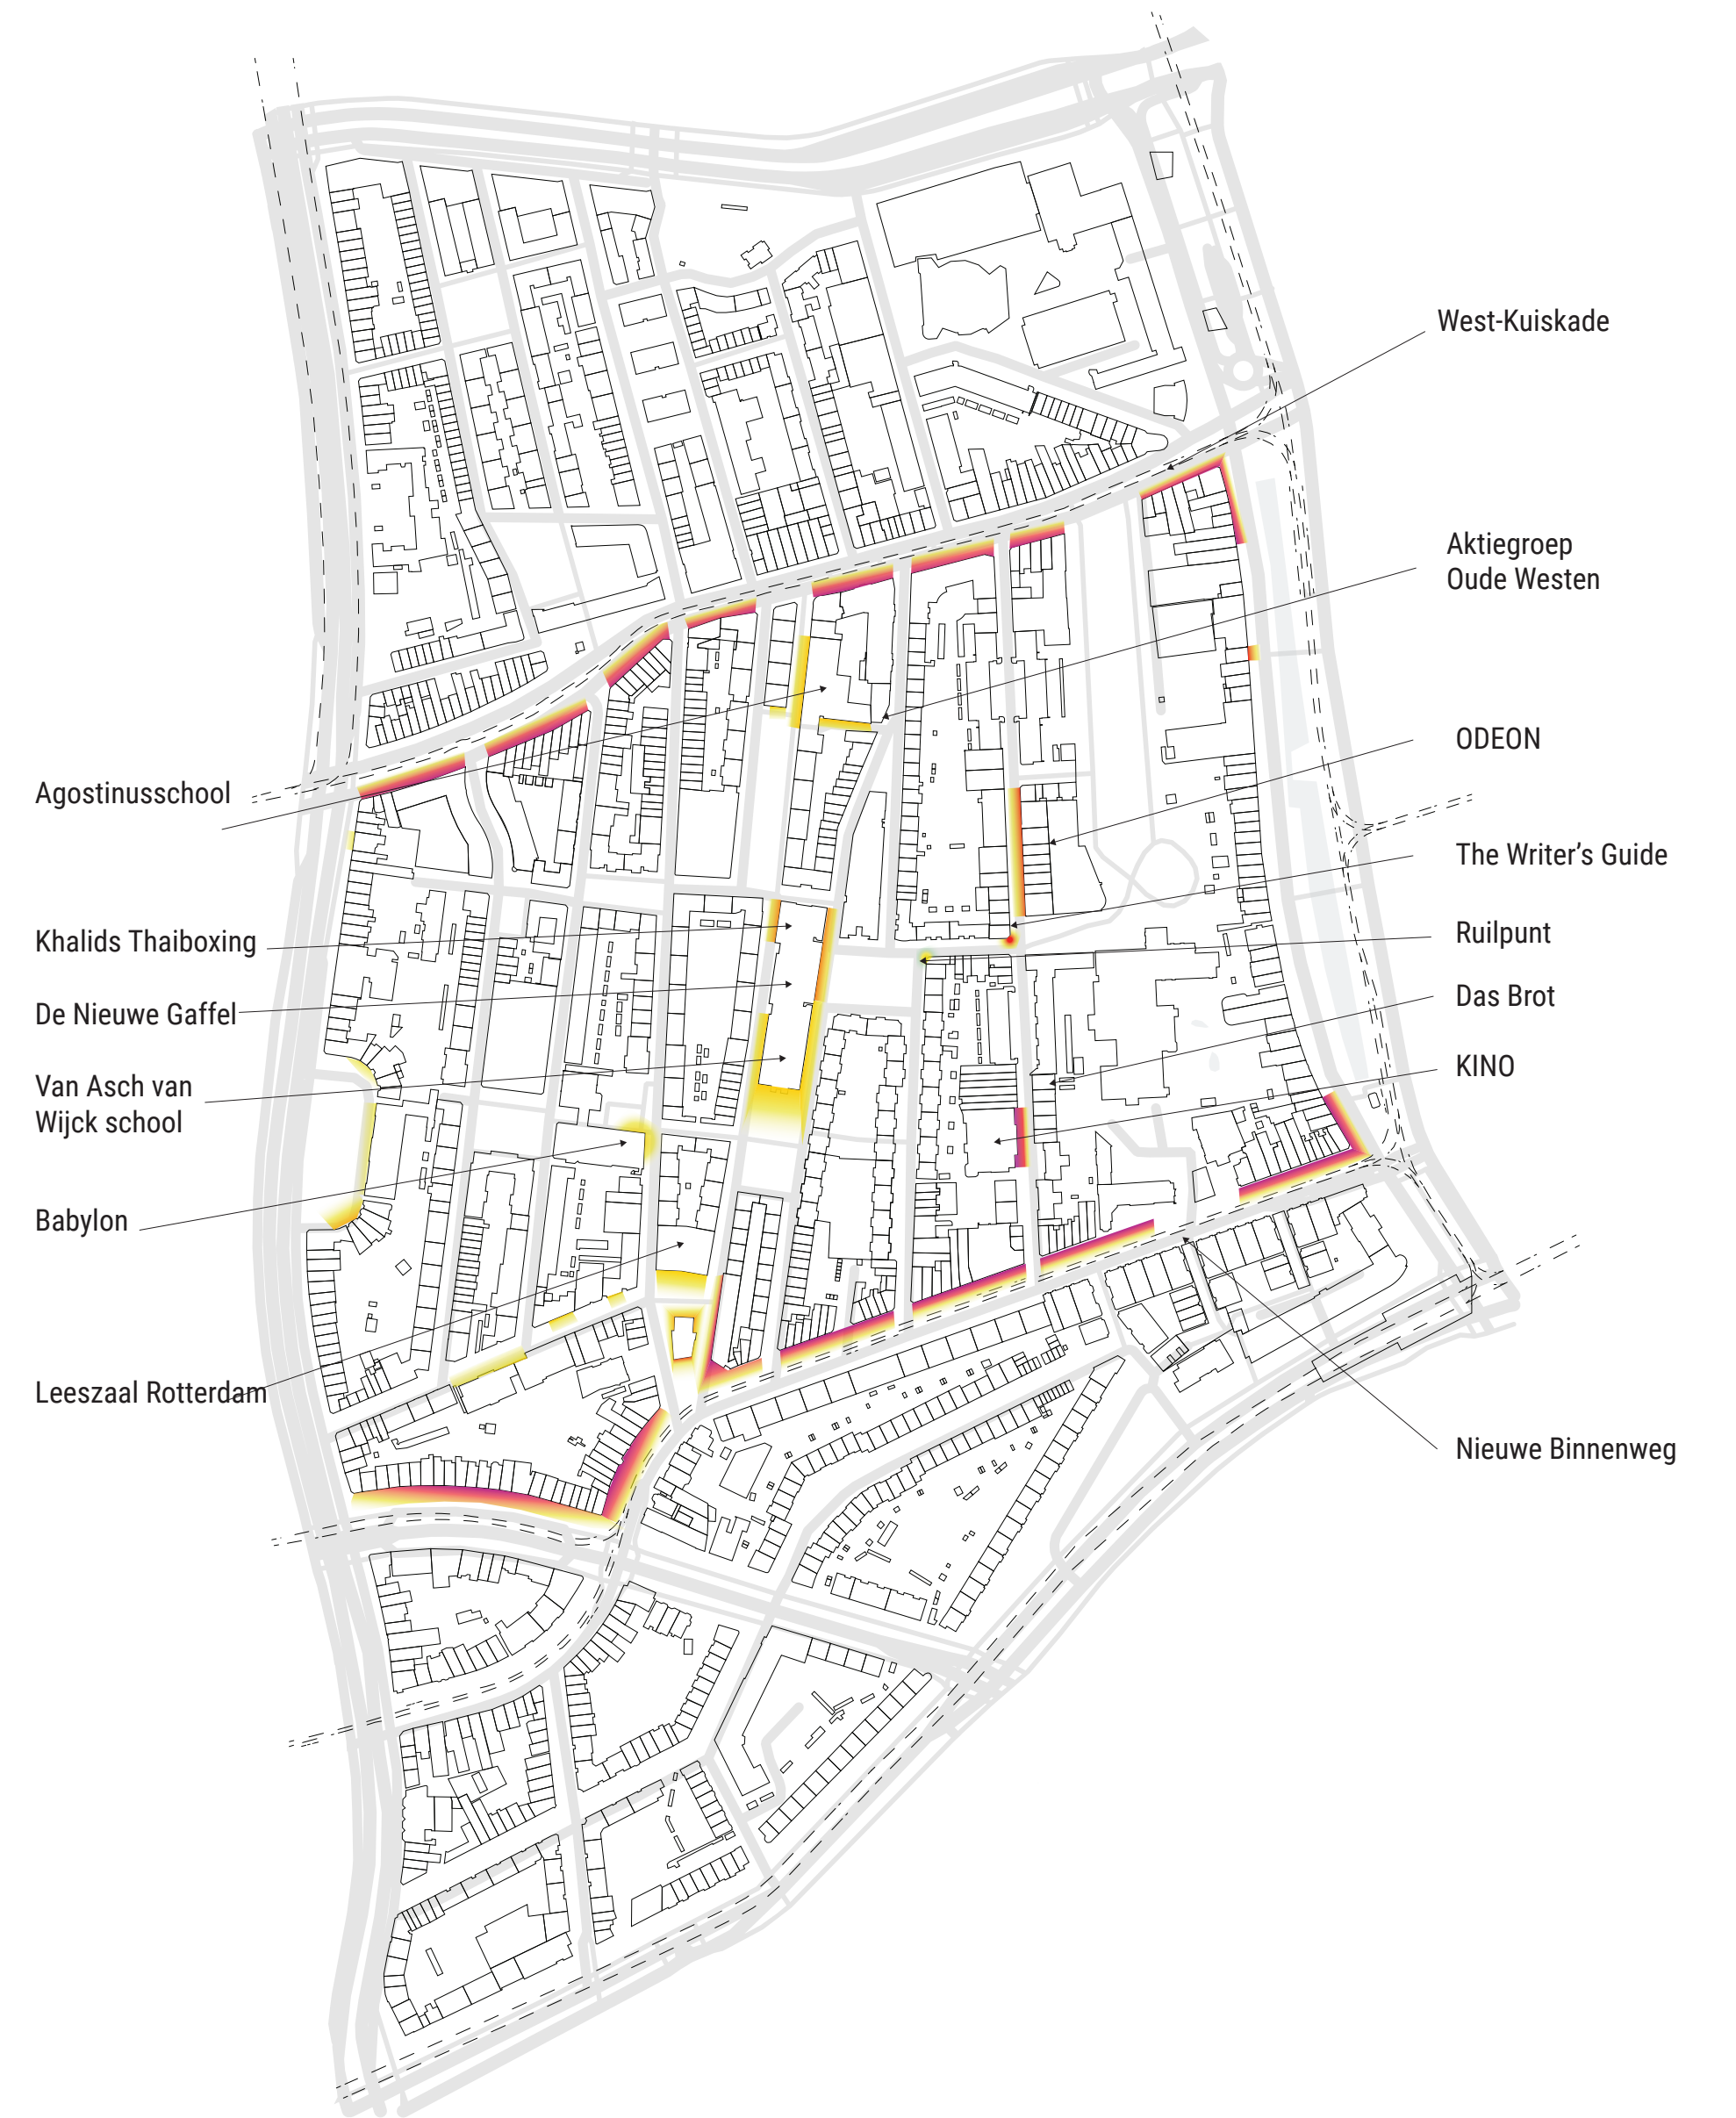 West-Kuiskade
Aktiegroep
Oude Westen
ODEON
Agostinusschool
The Writer's Guide
Ruilpunt
Khalids Thaiboxing
Das Brot
De Nieuwe Gaffel
KINO
Van Asch van
Wijck school
Babylon
Leeszaal Rotterdam
Nieuwe Binnenweg